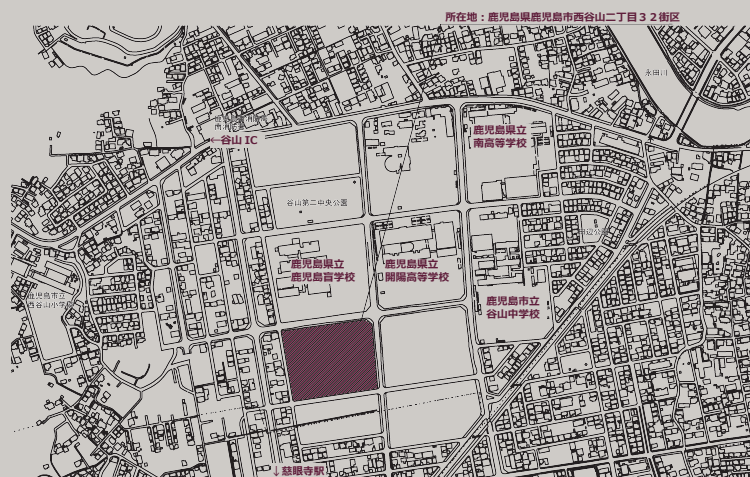 所在地：鹿児島県鹿児島市西谷山二丁目３２街区
永田川
←谷山 IC
鹿児島県立
南高等学校
谷山第二中央公園
鹿児島県立
鹿児島盲学校
鹿児島県立
開陽高等学校
鹿児島市立
西谷山小学校
鹿児島市立
谷山中学校
↓慈眼寺駅